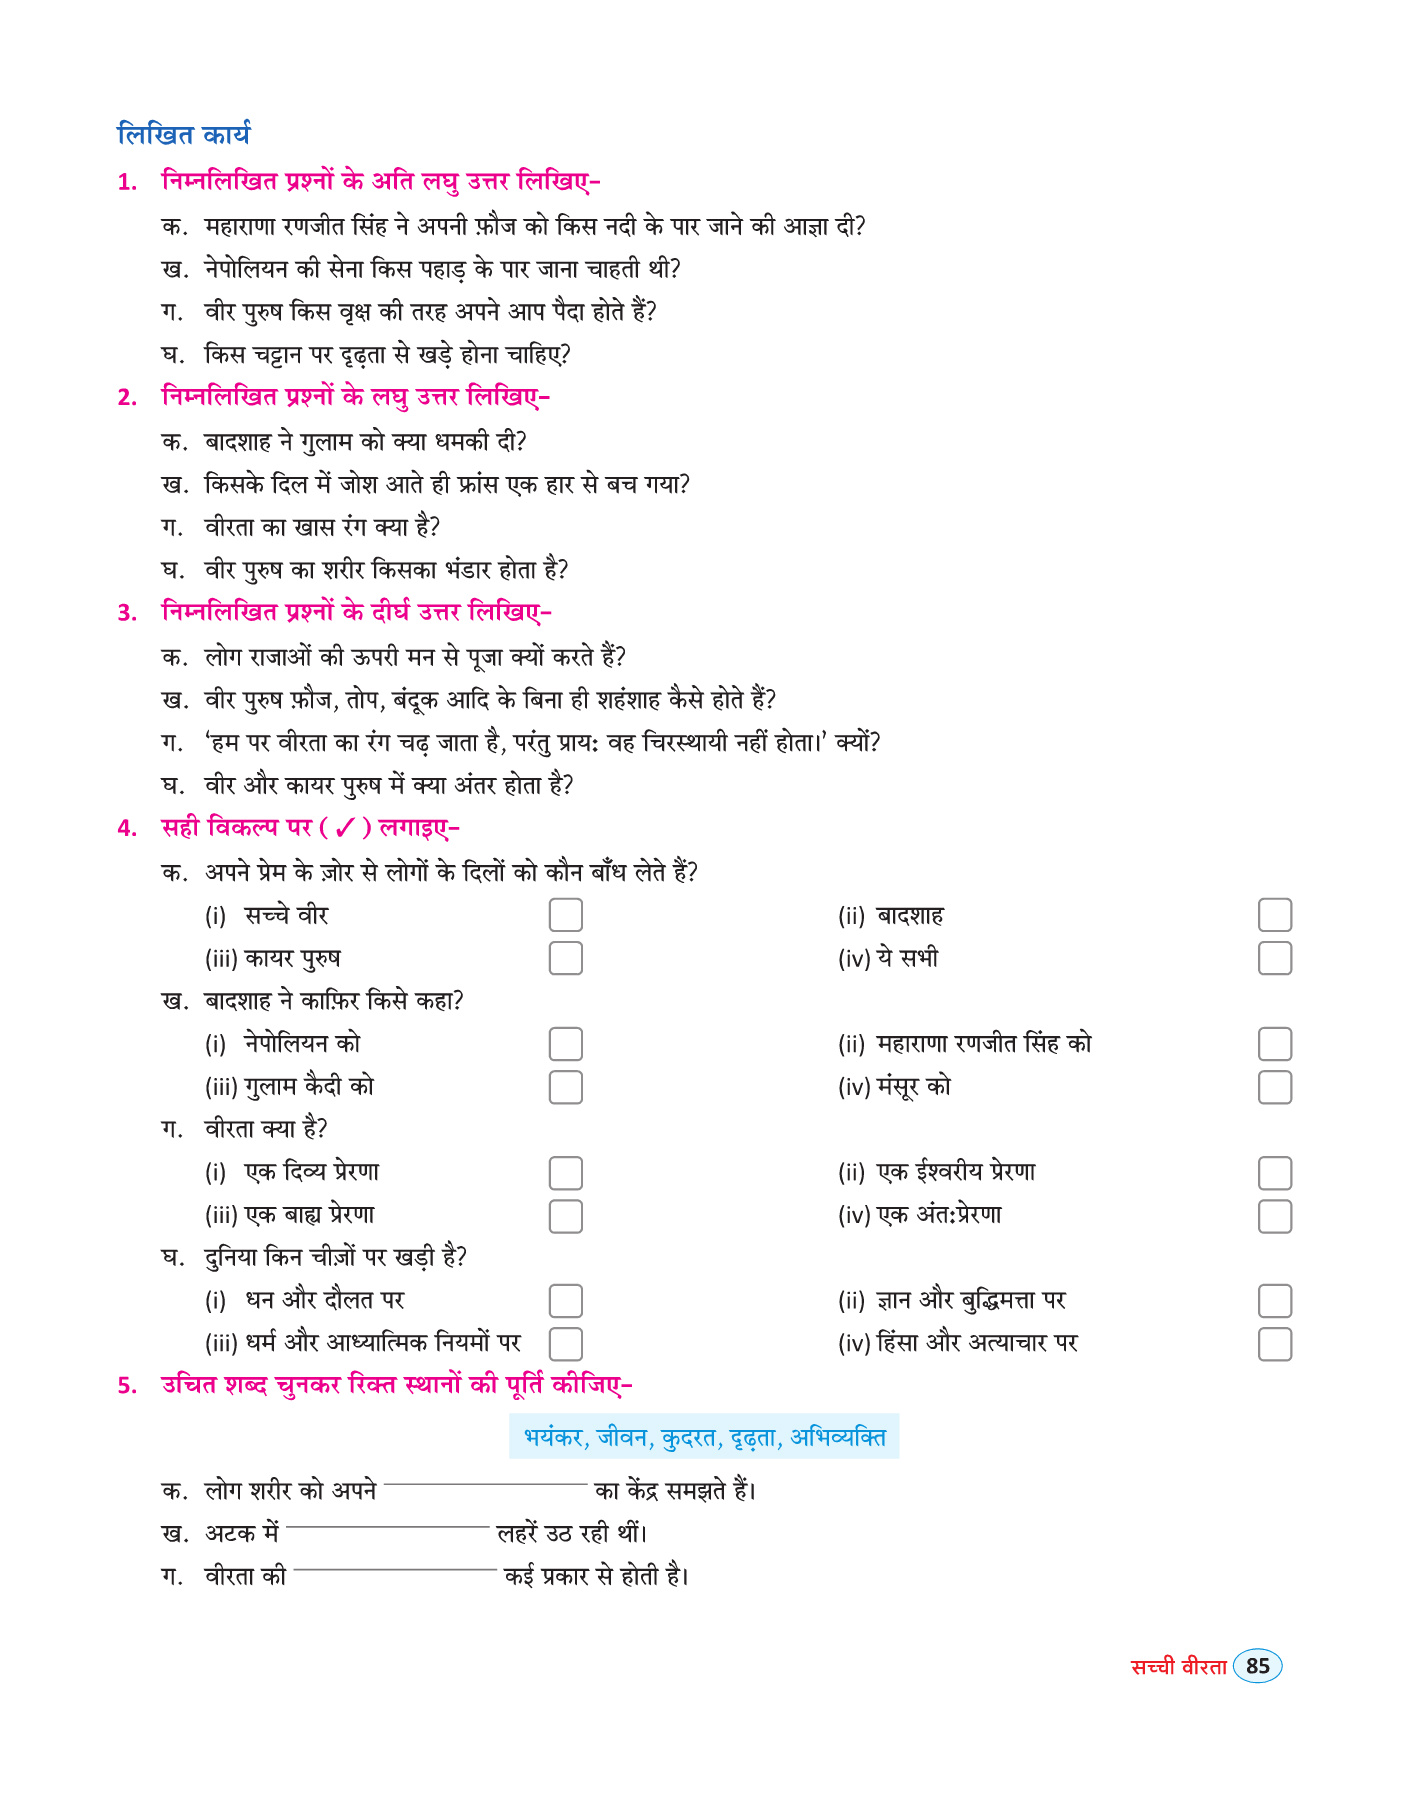 लिखित कार्य
1. निम्नलिखित प्रश्नों के अति लघु उत्तर लिखिए–
क. महाराणा रणजीत सिंह ने अपनी फ़ौज को किस नदी के पार जाने की आज्ञा दी?
ख. नेपोलियन की सेना किस पहाड़ के पार जाना चाहती थी?
ग. वीर पुरुष किस वृक्ष की तरह अपने आप पैदा होते हैं?
घ. किस चट्टान पर दृढ़ता से खड़े होना चाहिए?
2. निम्नलिखित प्रश्नों के लघु उत्तर लिखिए–
क. बादशाह ने गुलाम को क्या धमकी दी?
ख. किसके दिल में जोश आते ही फ्रांस एक हार से बच गया?
ग. वीरता का खास रंग क्या है?
घ. वीर पुरुष का शरीर किसका भंडार होता है?
3. निम्नलिखित प्रश्नों के दीर्घ उत्तर लिखिए–
क. लोग राजाओं की ऊपरी मन से पूजा क्यों करते हैं?
ख. वीर पुरुष फ़ौज, तोप, बंदूक आदि के बिना ही शहंशाह कैसे होते हैं?
ग. ‘हम पर वीरता का रंग चढ़ जाता है, परंतु प्रायः वह चिरस्थायी नहीं होता।’ क्यों?
घ. वीर और कायर पुरुष में क्या अंतर होता है?
4. सही विकल्प पर (✓) लगाइए–
क. अपने प्रेम के ज़ोर से लोगों के दिलों को कौन बाँध लेते हैं?
(i) सच्चे वीर (ii) बादशाह
(iii) कायर पुरुष (iv) ये सभी
ख. बादशाह ने काफ़िर किसे कहा?
(i) नेपोलियन को (ii) महाराणा रणजीत सिंह को
(iii) गुलाम कैदी को (iv) मंसूर को
ग. वीरता क्या है?
(i) एक दिव्य प्रेरणा (ii) एक ईश्वरीय प्रेरणा
(iii) एक बाह्य प्रेरणा (iv) एक अंतःप्रेरणा
घ. दुनिया किन चीज़ों पर खड़ी है?
(i) धन और दौलत पर (ii) ज्ञान और बुद्धिमत्ता पर
(iii) धर्म और आध्यात्मिक नियमों पर (iv) हिंसा और अत्याचार पर
5. उचित शब्द चुनकर रिक्त स्थानों की पूर्ति कीजिए–
भयंकर, जीवन, कुदरत, दृढ़ता, अभिव्यक्ति
क. लोग शरीर को अपने ____________ का केंद्र समझते हैं।
ख. अटक में ____________ लहरें उठ रही थीं।
ग. वीरता की ____________ कई प्रकार से होती है।
सच्ची वीरता 85